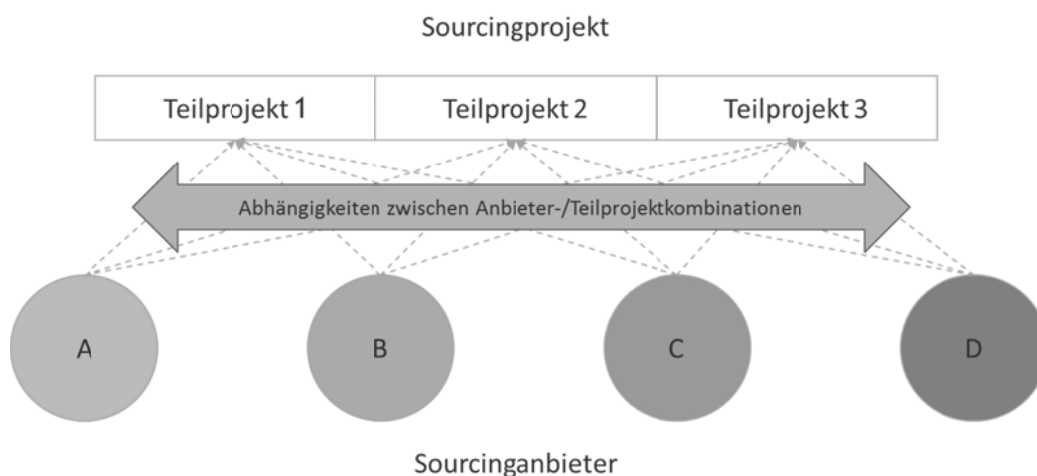 Sourcingprojekt
Teilprojekt 1
Teilprojekt 2
Teilprojekt 3
Abhängigkeiten zwischen Anbieter-/Teilprojektkombinationen
A
B
C
D
Sourcinganbieter